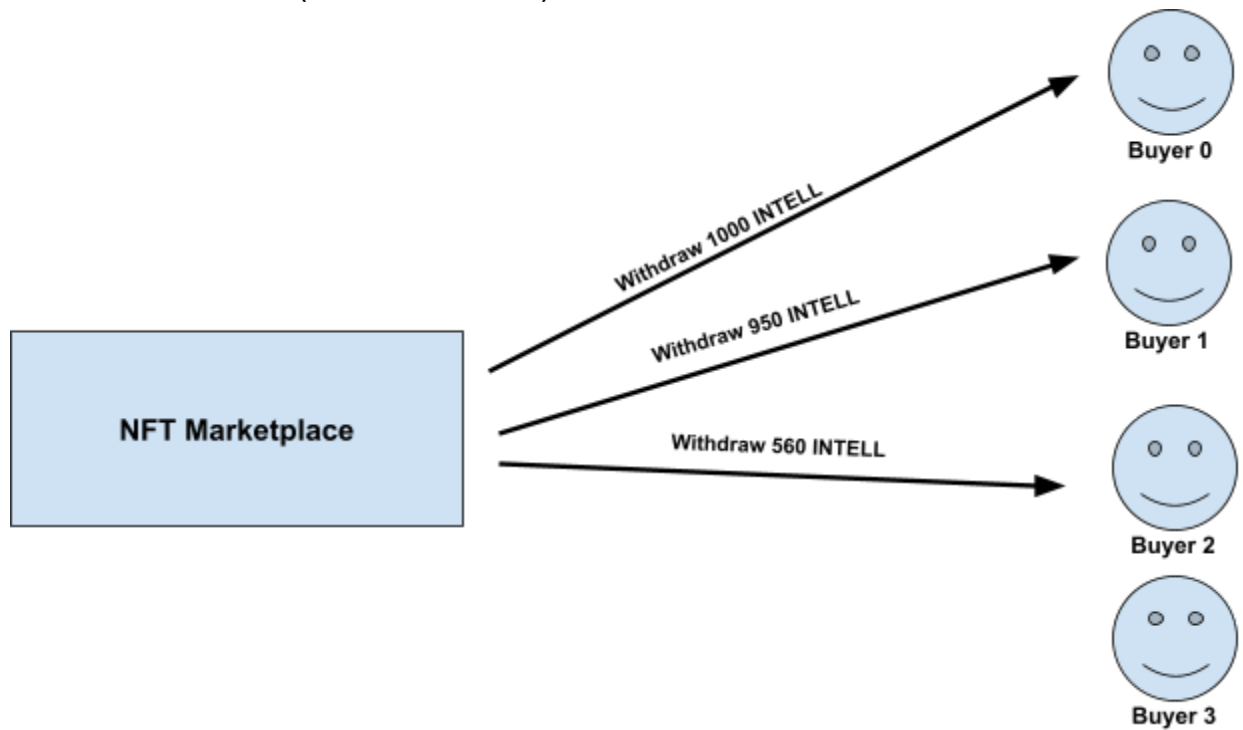 Buyer 0
Withdraw 1000 INTELL
Buyer 1
Withdraw 950 INTELL
NFT Marketplace
Withdraw 560 INTELL
Buyer 2
Buyer 3